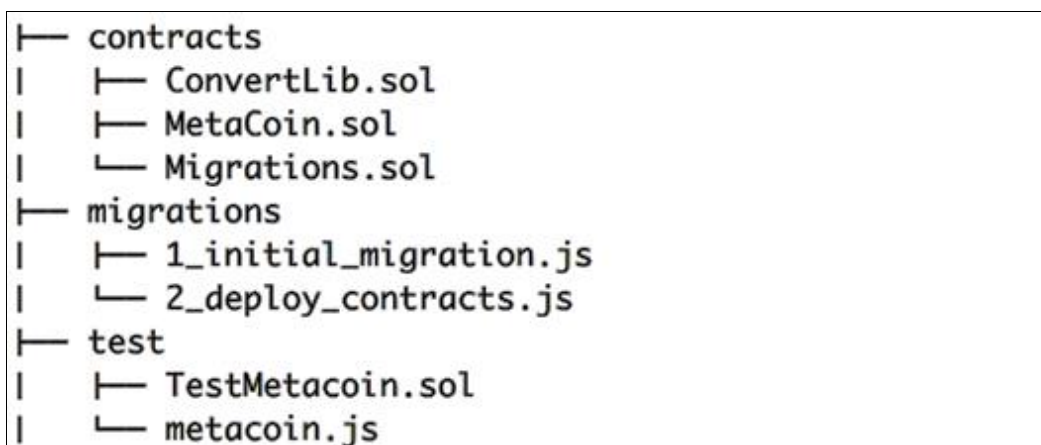 ├── contracts
│   ├── ConvertLib.sol
│   ├── MetaCoin.sol
│   └── Migrations.sol
├── migrations
│   ├── 1_initial_migration.js
│   └── 2_deploy_contracts.js
├── test
│   ├── TestMetacoin.sol
│   └── metacoin.js